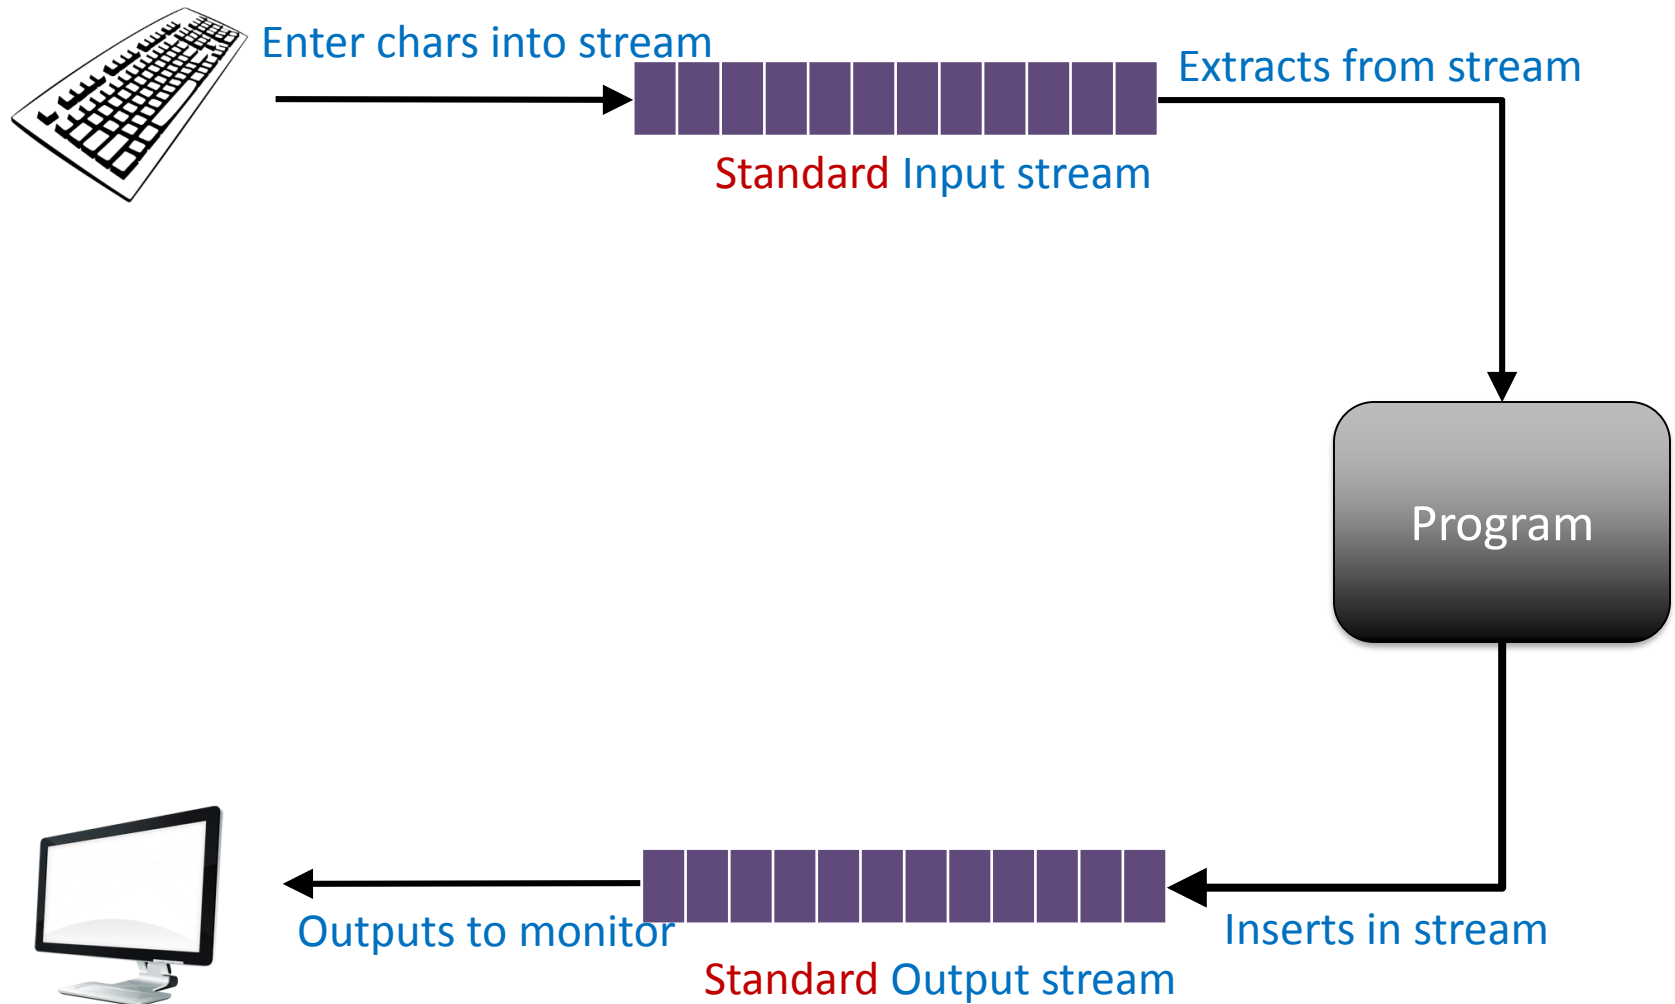 Enter chars into stream
Extracts from stream
Standard Input stream
Program
Outputs to monitor
Inserts in stream
Standard Output stream